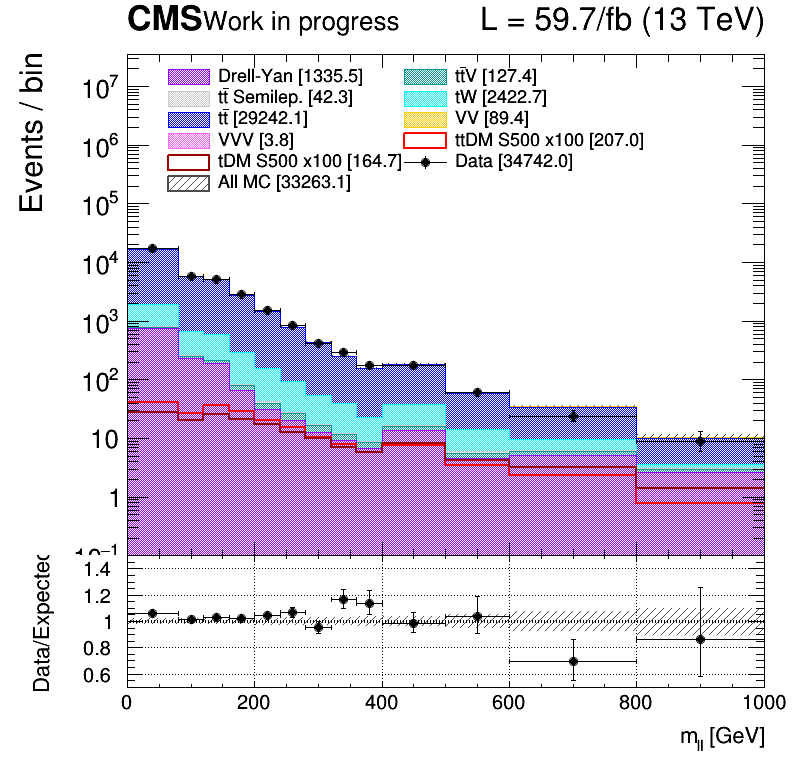 CMS Work in progress L = 59.7/fb (13 TeV)
Events / bin
10⁷
10⁶
10⁵
10⁴
10³
10²
10
1
10⁻¹
Drell-Yan [1335.5] tt̄V [127.4]
tt̄ Semilep. [42.3] tW [2422.7]
tt̄ [29242.1] VV [89.4]
VVV [3.8] ttDM S500 x100 [207.0]
tDM S500 x100 [164.7] Data [34742.0]
All MC [33263.1]
Data/Expected
1.4
1.2
1
0.8
0.6
0 200 400 600 800 1000
m_ll [GeV]